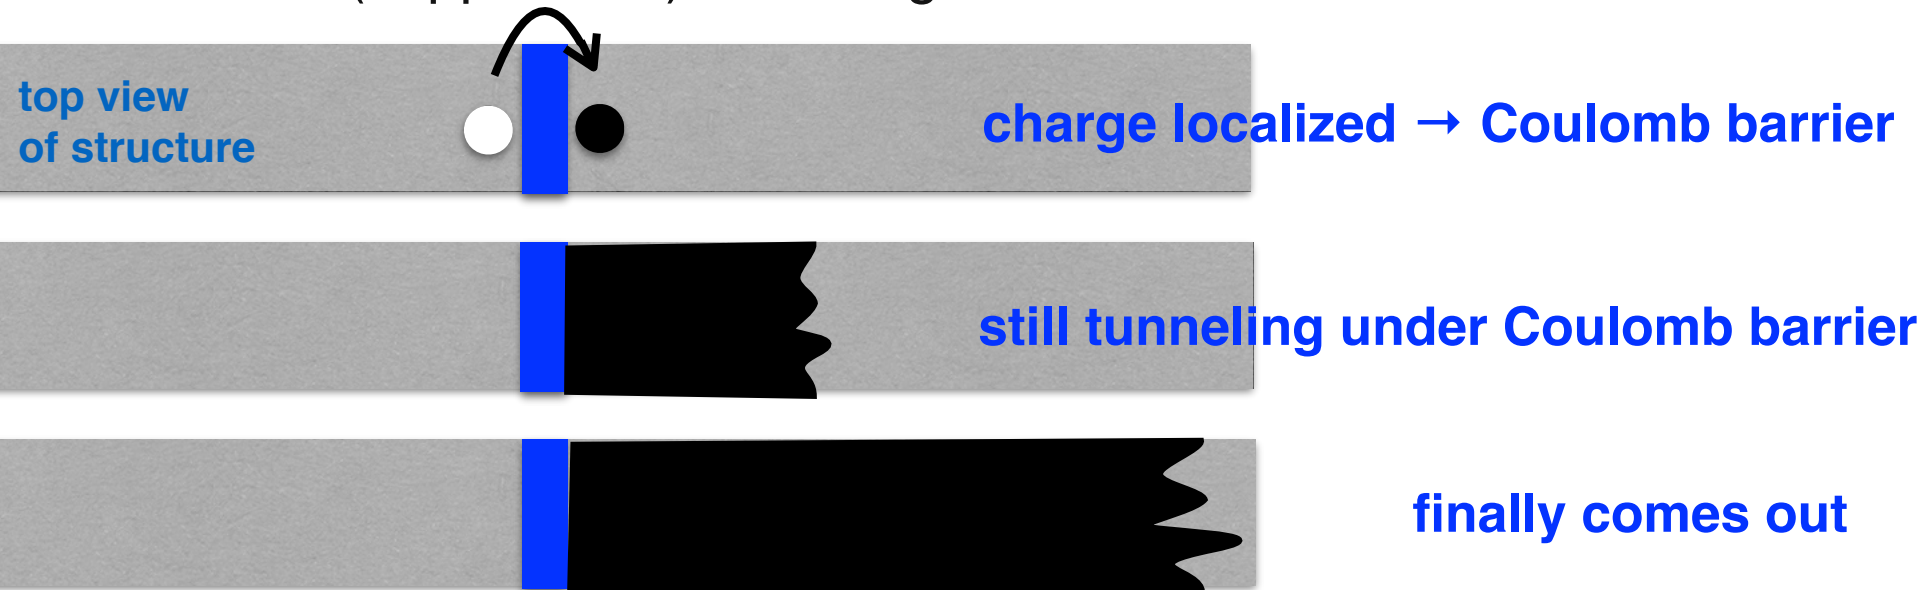 top view
of structure
charge localized → Coulomb barrier
still tunneling under Coulomb barrier
finally comes out